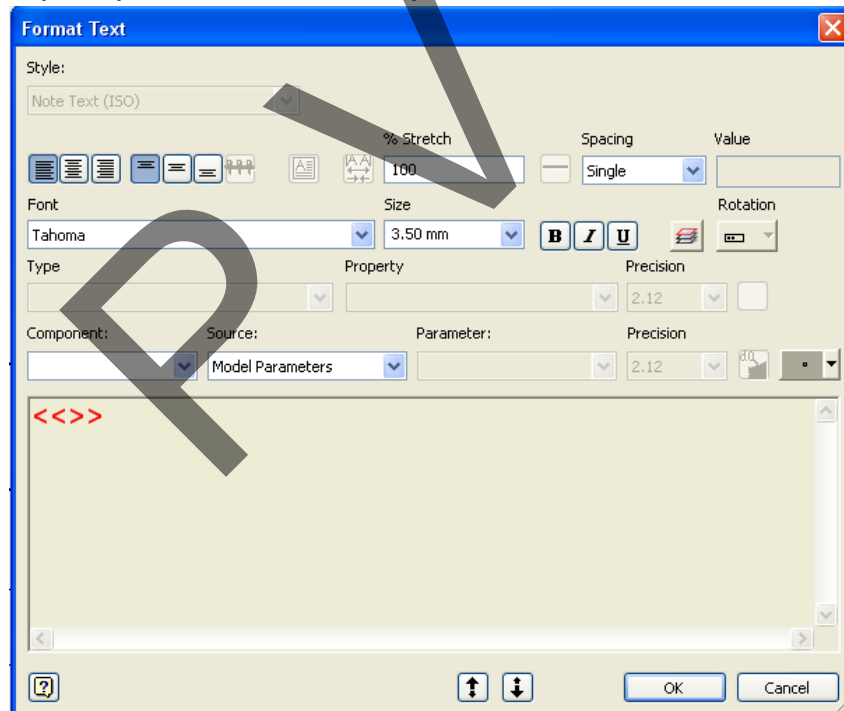 Format Text
Style:
Note Text (ISO)
% Stretch Spacing Value
100 Single
Font Size Rotation
Tahoma 3.50 mm B I U
Type Property Precision
2.12
Component: Source: Parameter: Precision
Model Parameters 2.12
<<>>
OK Cancel